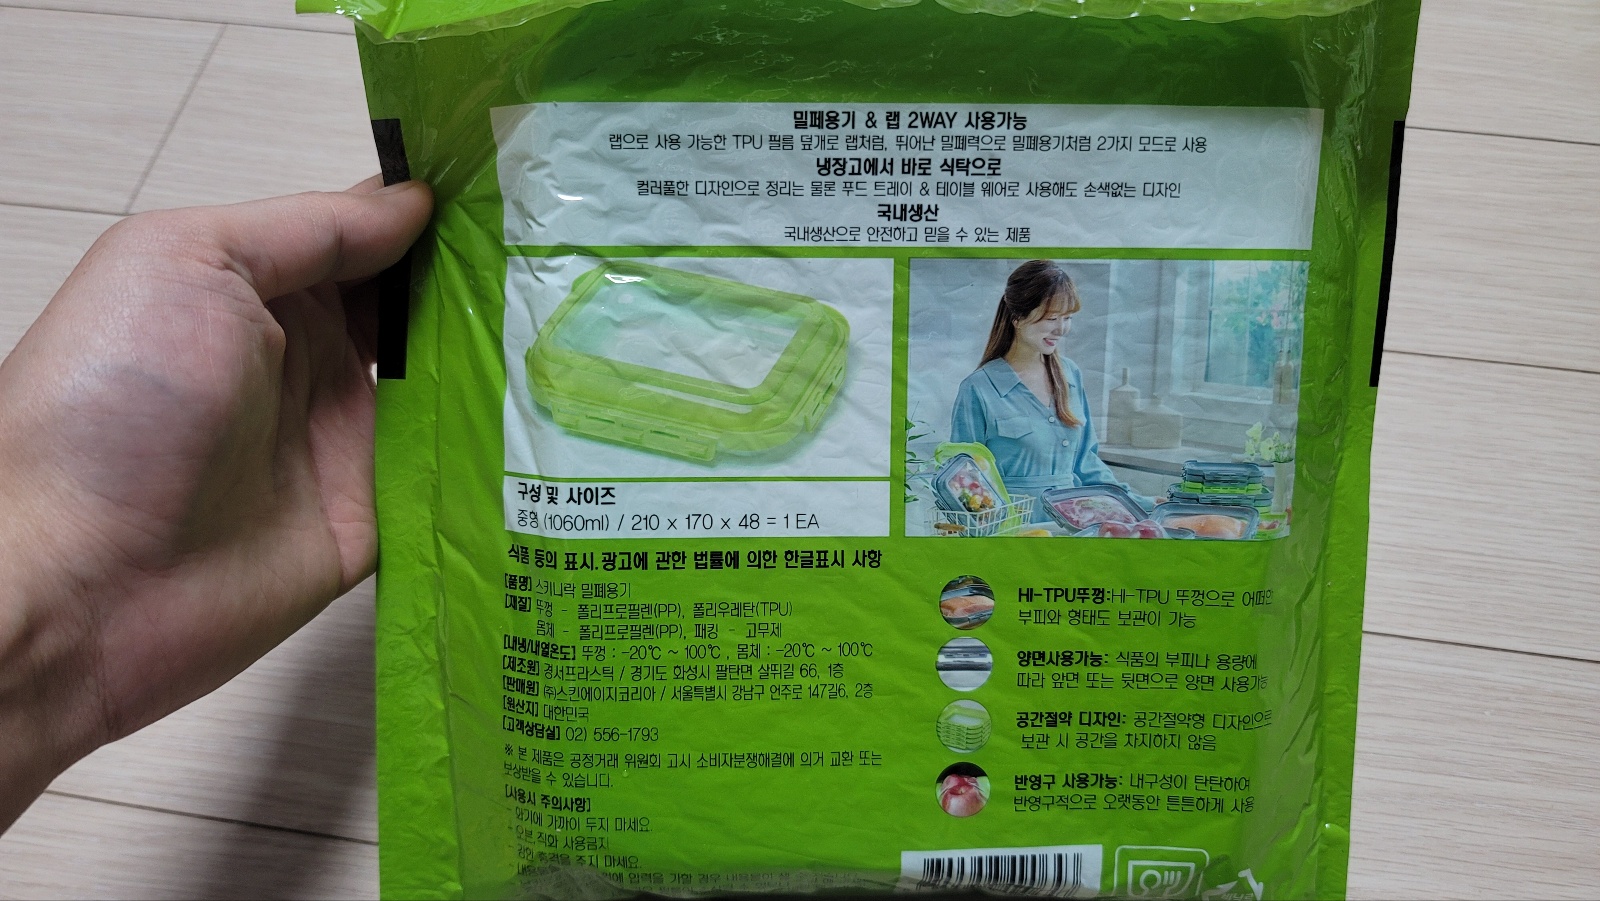 밀폐용기 & 랩 2WAY 사용가능
랩으로 사용 가능한 TPU 필름 덮개로 랩처럼, 뛰어난 밀폐력으로 밀폐용기처럼 2가지 모드로 사용
냉장고에서 바로 식탁으로
컬러풀한 디자인으로 정리는 물론 푸드 트레이 & 테이블 웨어로 사용해도 손색없는 디자인
국내생산
국내생산으로 안전하고 믿을 수 있는 제품
구성 및 사이즈
중형 (1060ml) / 210 x 170 x 48 = 1 EA
식품 등의 표시.광고에 관한 법률에 의한 한글표시 사항
[품명] 스키니락 밀폐용기
[재질] 뚜껑 - 폴리프로필렌(PP), 폴리우레탄(TPU)
몸체 - 폴리프로필렌(PP), 패킹 - 고무제
[내냉/내열온도] 뚜껑 : -20℃ ~ 100℃ , 몸체 : -20℃ ~ 100℃
[제조원] 경서프라스틱 / 경기도 화성시 팔탄면 살뛰길 66, 1층
[판매원] ㈜스킨에이지코리아 / 서울특별시 강남구 언주로 147길6, 2층
[원산지] 대한민국
[고객상담실] 02) 556-1793
※ 본 제품은 공정거래 위원회 고시 소비자분쟁해결에 의거 교환 또는
보상받을 수 있습니다.
[사용시 주의사항]
- 화기에 가까이 두지 마세요.
- 오븐,직화 사용금지
- 강한 충격을 주지 마세요.
압력을 가할 경우 내용물이
HI-TPU뚜껑:HI-TPU 뚜껑으로 어떠한
부피와 형태도 보관이 가능
양면사용가능: 식품의 부피나 용량에
따라 앞면 또는 뒷면으로 양면 사용가능
공간절약 디자인: 공간절약형 디자인으로
보관 시 공간을 차지하지 않음
반영구 사용가능: 내구성이 탄탄하여
반영구적으로 오랫동안 튼튼하게 사용